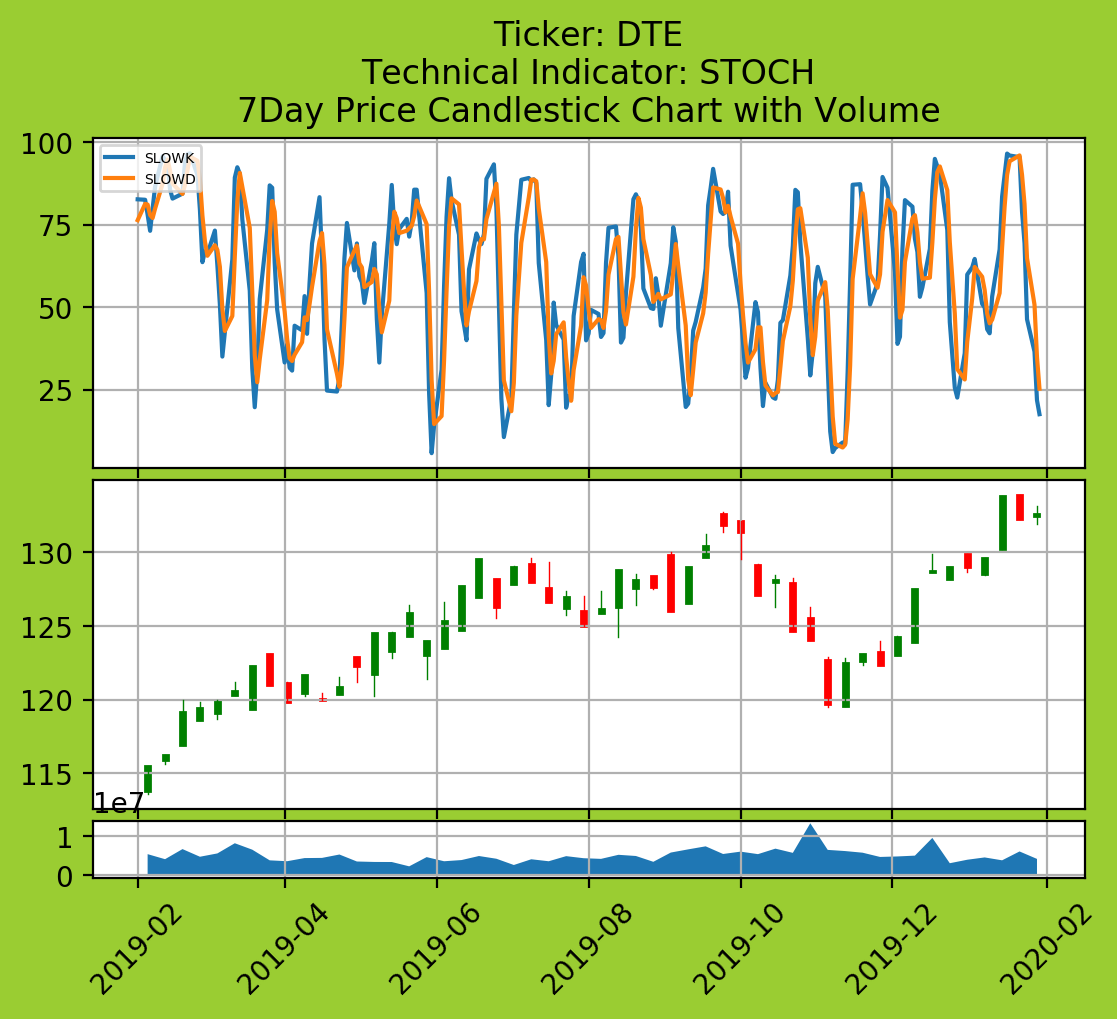 Ticker: DTE
Technical Indicator: STOCH
7Day Price Candlestick Chart with Volume
100
75
50
25
SLOWK
SLOWD
130
125
120
115
1e7
1
0
2019-02
2019-04
2019-06
2019-08
2019-10
2019-12
2020-02